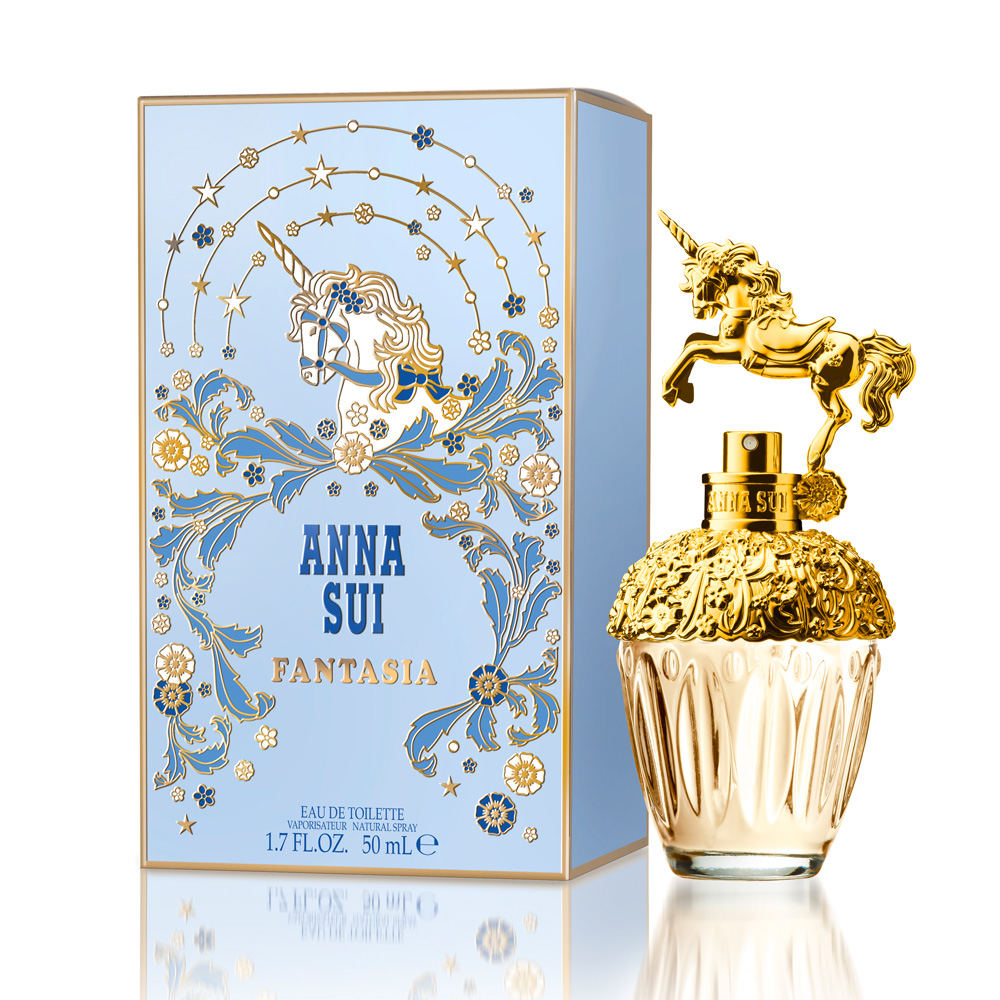 ANNA
SUI
FANTASIA
EAU DE TOILETTE
VAPORISATEUR NATURAL SPRAY
1.7 FL.OZ. 50 mL℮
ANNA SUI